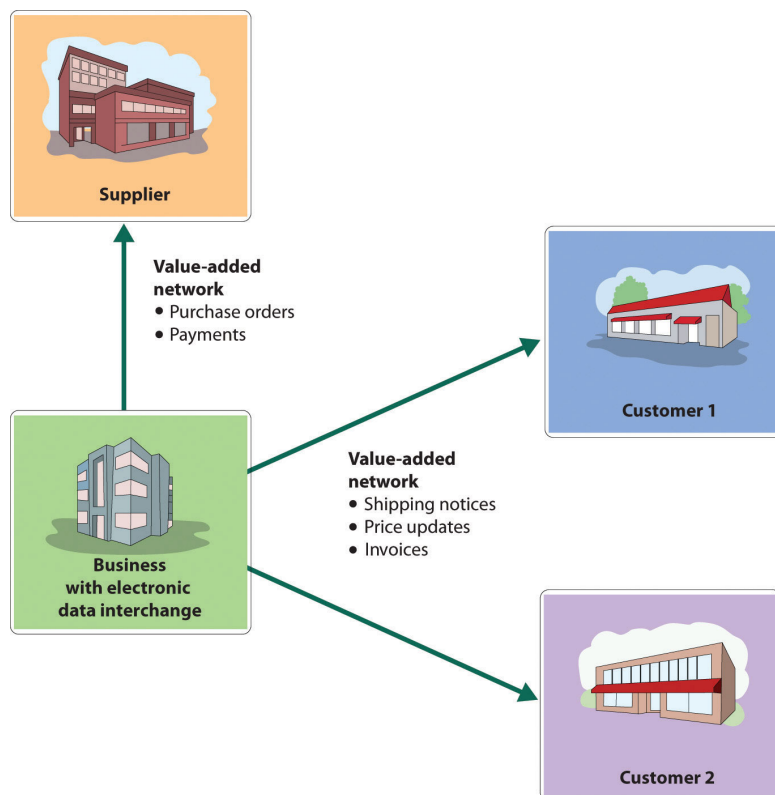 Supplier
Value-added
network
• Purchase orders
• Payments
Customer 1
Value-added
network
• Shipping notices
• Price updates
• Invoices
Business
with electronic
data interchange
Customer 2